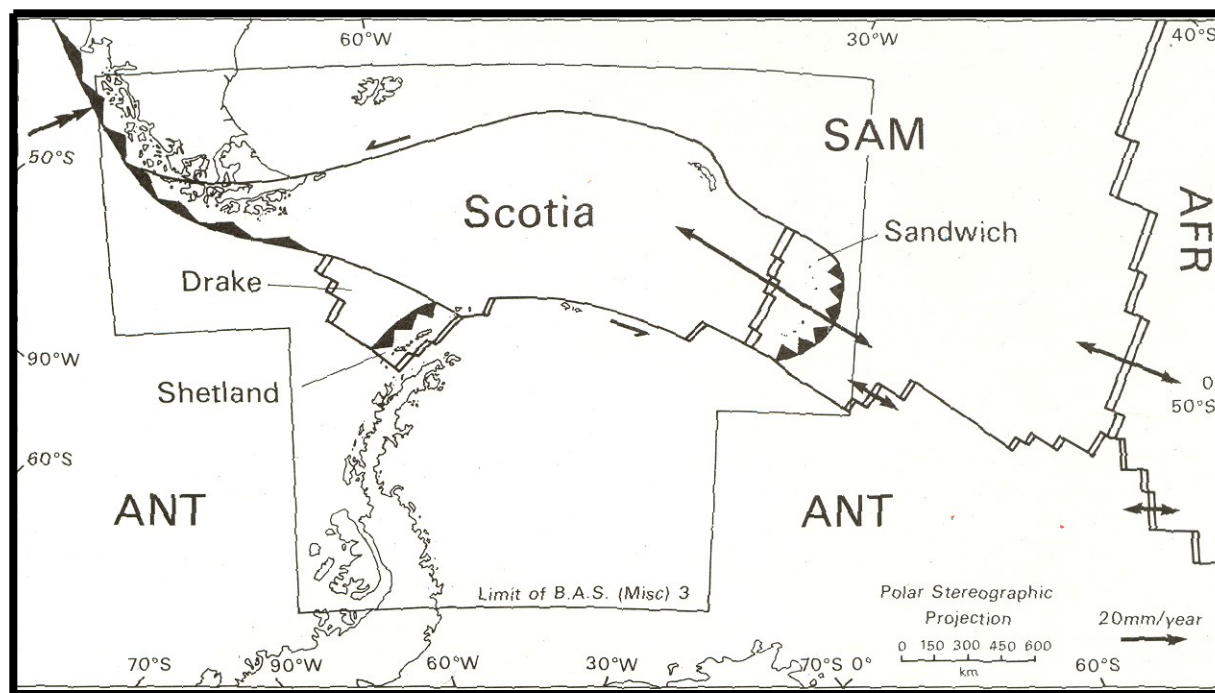 60°W
30°W
40°S
50°S
SAM
AFR
Scotia
Sandwich
Drake
90°W
Shetland
0
50°S
60°S
ANT
ANT
Limit of B.A.S. (Misc) 3
Polar Stereographic
Projection
0 150 300 600
km
20mm/year
70°S
90°W
60°W
30°W
70°S
0°
60°S